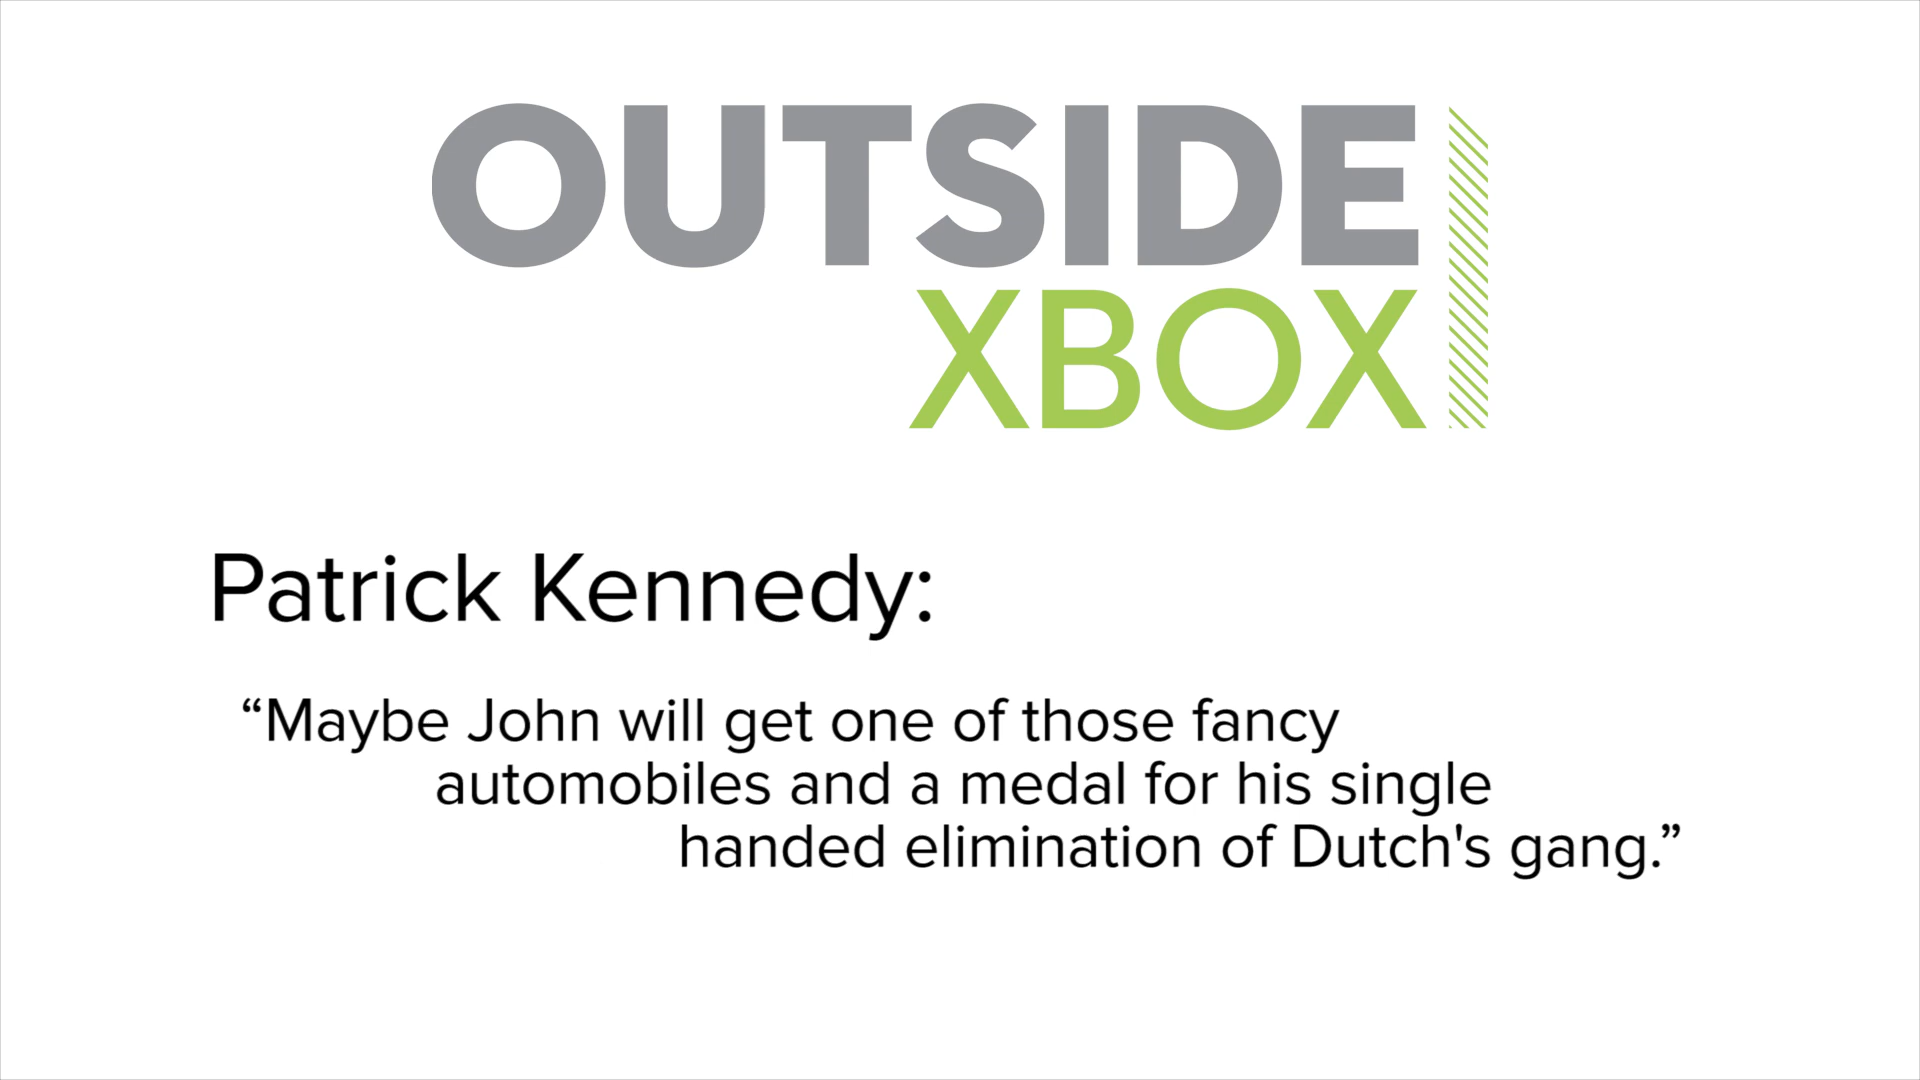 OUTSIDE
XBOX
Patrick Kennedy:
“Maybe John will get one of those fancy
automobiles and a medal for his single
handed elimination of Dutch's gang.”